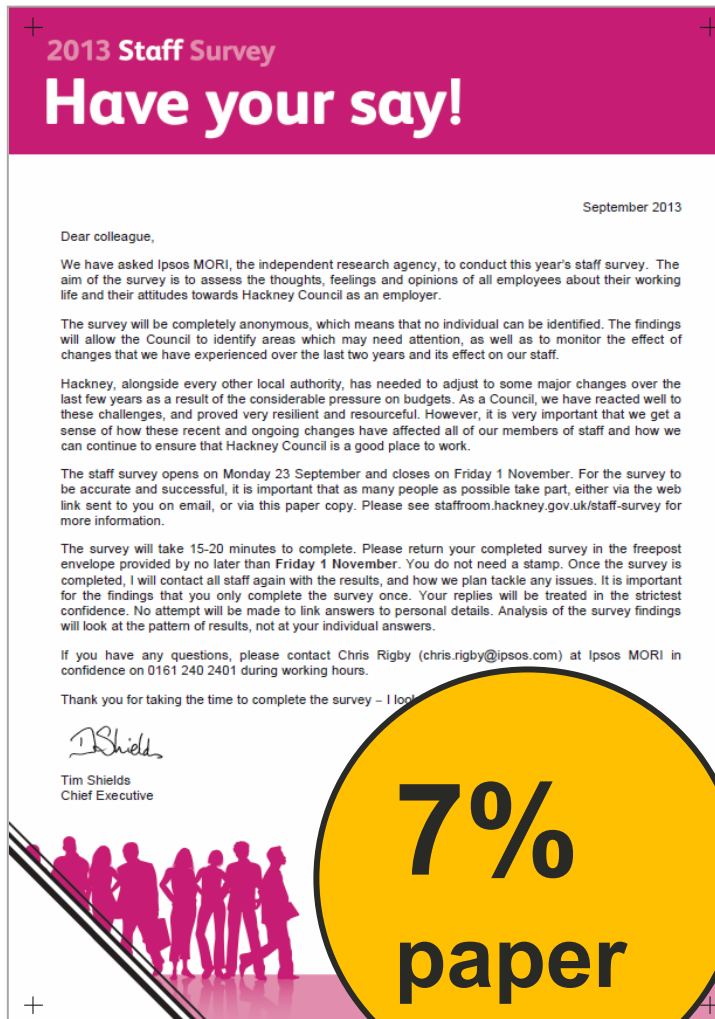 2013 Staff Survey
Have your say!
September 2013
Dear colleague,
We have asked Ipsos MORI, the independent research agency, to conduct this year's staff survey. The
aim of the survey is to assess the thoughts, feelings and opinions of all employees about their working
life and their attitudes towards Hackney Council as an employer.
The survey will be completely anonymous, which means that no individual can be identified. The findings
will allow the Council to identify areas which may need attention, as well as to monitor the effect of
changes that we have experienced over the last two years and its effect on our staff.
Hackney, alongside every other local authority, has needed to adjust to some major changes over the
last few years as a result of the considerable pressure on budgets. As a Council, we have reacted well to
these challenges, and proved very resilient and resourceful. However, it is very important that we get a
sense of how these recent and ongoing changes have affected all of our members of staff and how we
can continue to ensure that Hackney Council is a good place to work.
The staff survey opens on Monday 23 September and closes on Friday 1 November. For the survey to
be accurate and successful, it is important that as many people as possible take part, either via the web
link sent to you on email, or via this paper copy. Please see staffroom.hackney.gov.uk/staff-survey for
more information.
The survey will take 15-20 minutes to complete. Please return your completed survey in the freepost
envelope provided by no later than Friday 1 November. You do not need a stamp. Once the survey is
completed, I will contact all staff again with the results, and how we plan tackle any issues. It is important
for the findings that you only complete the survey once. Your replies will be treated in the strictest
confidence. No attempt will be made to link answers to personal details. Analysis of the survey findings
will look at the pattern of results, not at your individual answers.
If you have any questions, please contact Chris Rigby (chris.rigby@ipsos.com) at Ipsos MORI in
confidence on 0161 240 2401 during working hours.
Thank you for taking the time to complete the survey – I look
TShields
Tim Shields
Chief Executive
7%
paper